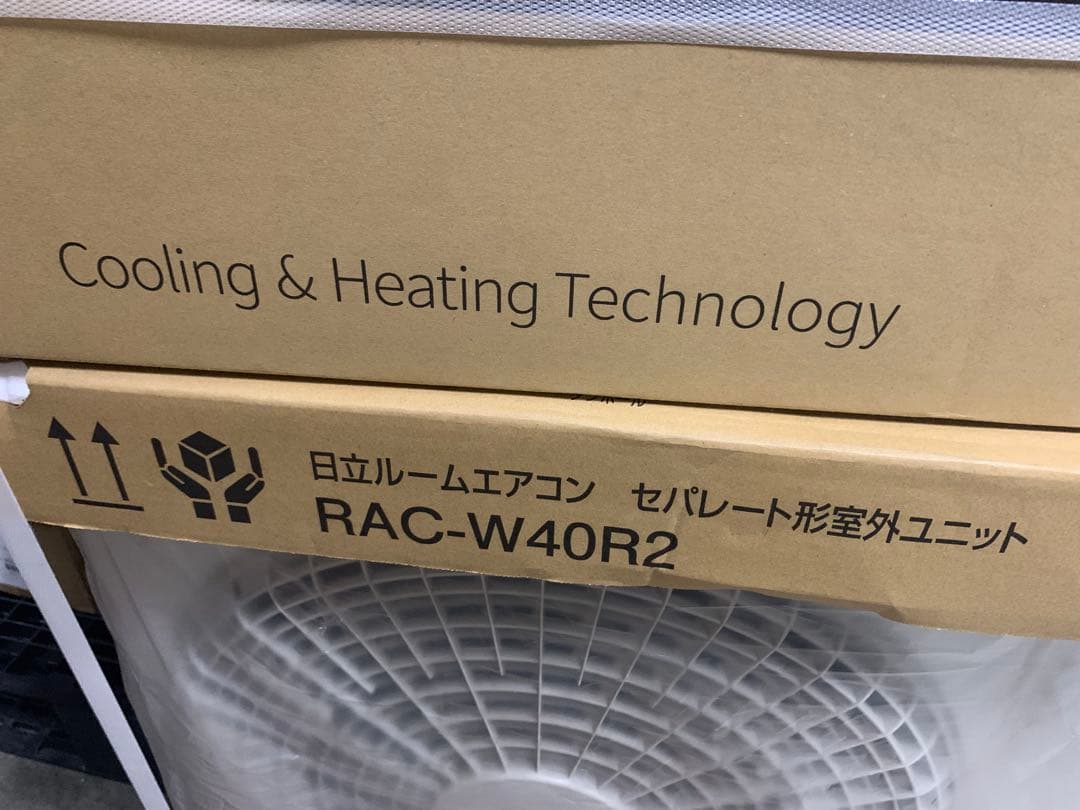 Cooling & Heating Technology
日立ルームエアコン セパレート形室外ユニット
RAC-W40R2